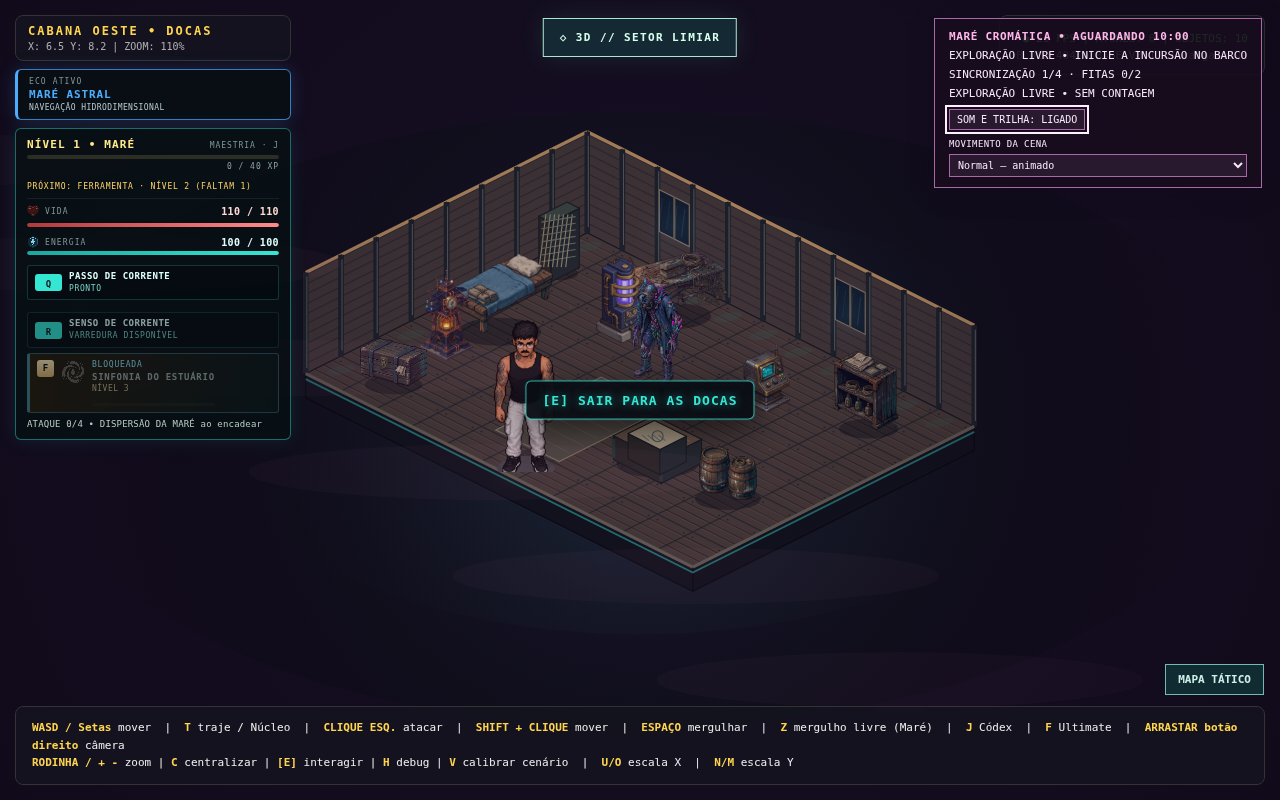 CABANA OESTE • DOCAS
X: 6.5 Y: 8.2 | ZOOM: 110%
◇ 3D // SETOR LIMIAR
MARÉ CROMÁTICA • AGUARDANDO 10:00
EXPLORAÇÃO LIVRE • INICIE A INCURSÃO NO BARCO
SINCRONIZAÇÃO 1/4 · FITAS 0/2
EXPLORAÇÃO LIVRE • SEM CONTAGEM
SOM E TRILHA: LIGADO
MOVIMENTO DA CENA
Normal — animado
ECO ATIVO
MARÉ ASTRAL
NAVEGAÇÃO HIDRODIMENSIONAL
NÍVEL 1 • MARÉ
MAESTRIA · J
0 / 40 XP
PRÓXIMO: FERRAMENTA · NÍVEL 2 (FALTAM 1)
VIDA 110 / 110
ENERGIA 100 / 100
Q PASSO DE CORRENTE
PRONTO
R SENSO DE CORRENTE
VARREDURA DISPONÍVEL
F BLOQUEADA
SINFONIA DO ESTUÁRIO
NÍVEL 3
ATAQUE 0/4 • DISPERSÃO DA MARÉ ao encadear
[E] SAIR PARA AS DOCAS
MAPA TÁTICO
WASD / Setas mover | T traje / Núcleo | CLIQUE ESQ. atacar | SHIFT + CLIQUE mover | ESPAÇO mergulhar | Z mergulho livre (Maré) | J Códex | F Ultimate | ARRASTAR botão
direito câmera
RODINHA / + - zoom | C centralizar | [E] interagir | H debug | V calibrar cenário | U/O escala X | N/M escala Y